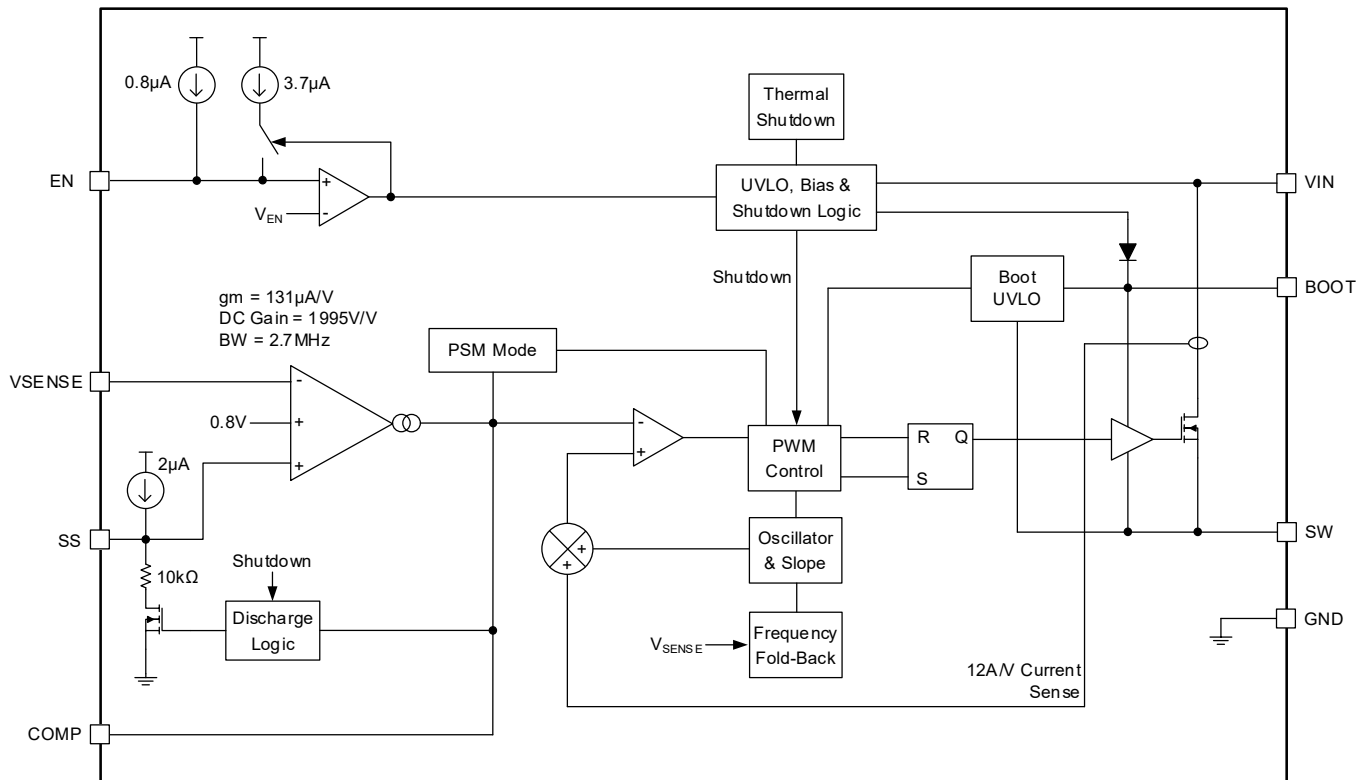 0.8µA
3.7µA
Thermal
Shutdown
EN
+
-
V_EN
UVLO, Bias &
Shutdown Logic
VIN
Shutdown
Boot
UVLO
BOOT
gm = 131µA/V
DC Gain = 1995V/V
BW = 2.7MHz
PSM Mode
VSENSE
-
0.8V
+
+
-
+
PWM
Control
R
Q
S
2µA
SS
10kΩ
Shutdown
Discharge
Logic
+
+
Oscillator
& Slope
SW
Frequency
Fold-Back
V_SENSE
GND
12A/V Current
Sense
COMP